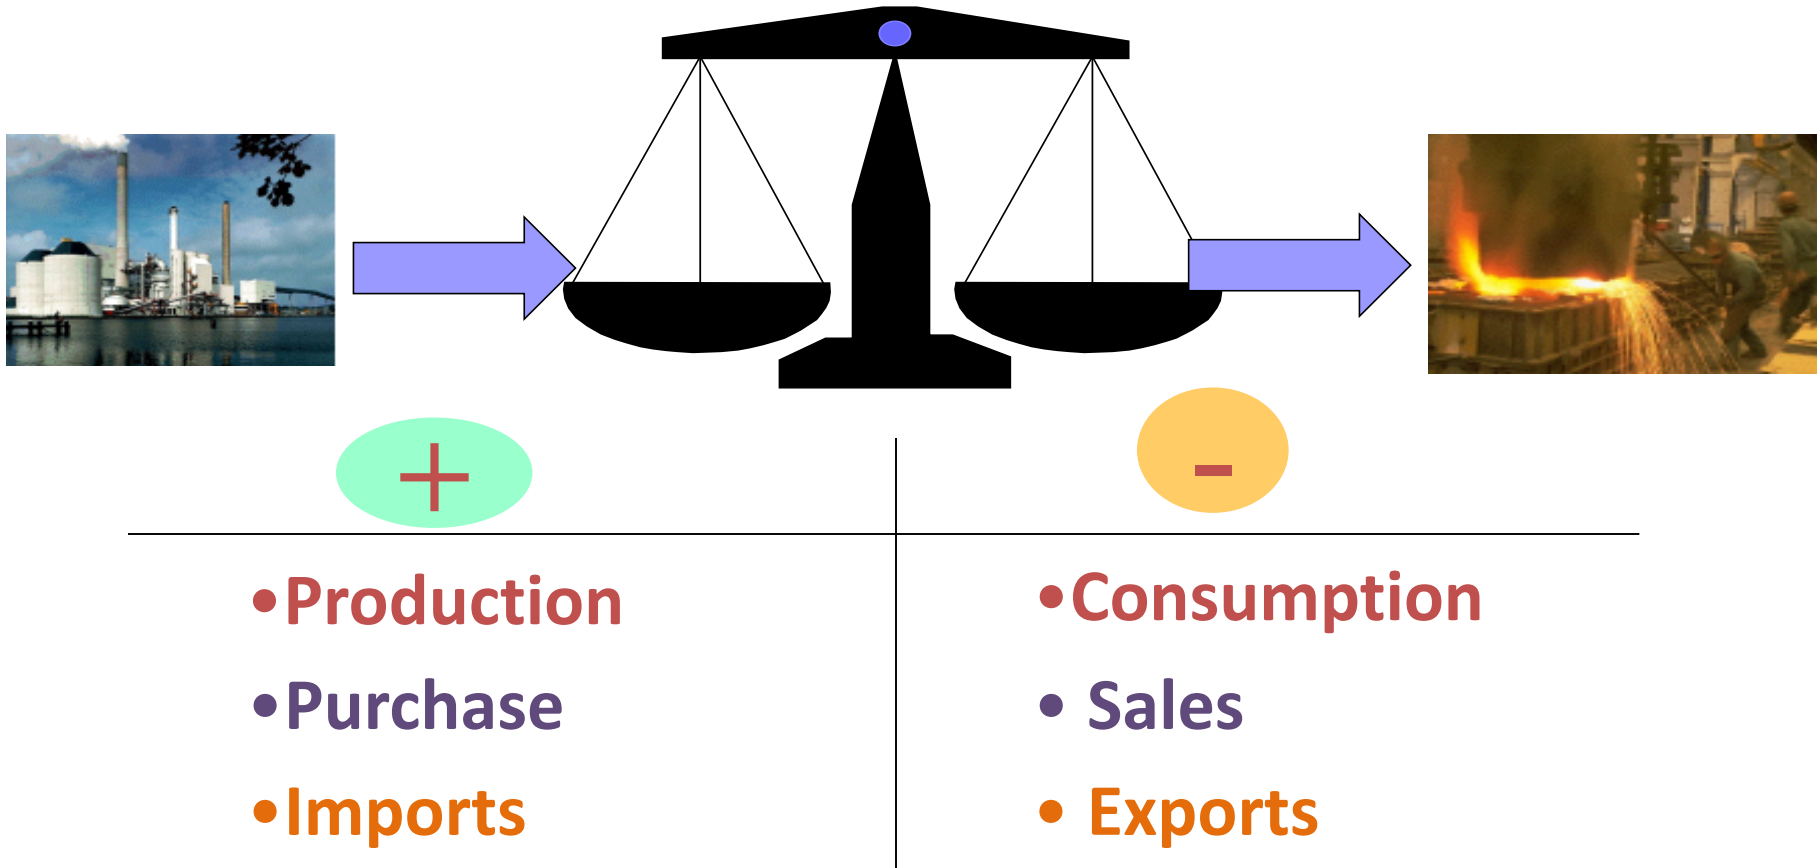 +
-
•Production
•Purchase
•Imports
•Consumption
• Sales
• Exports